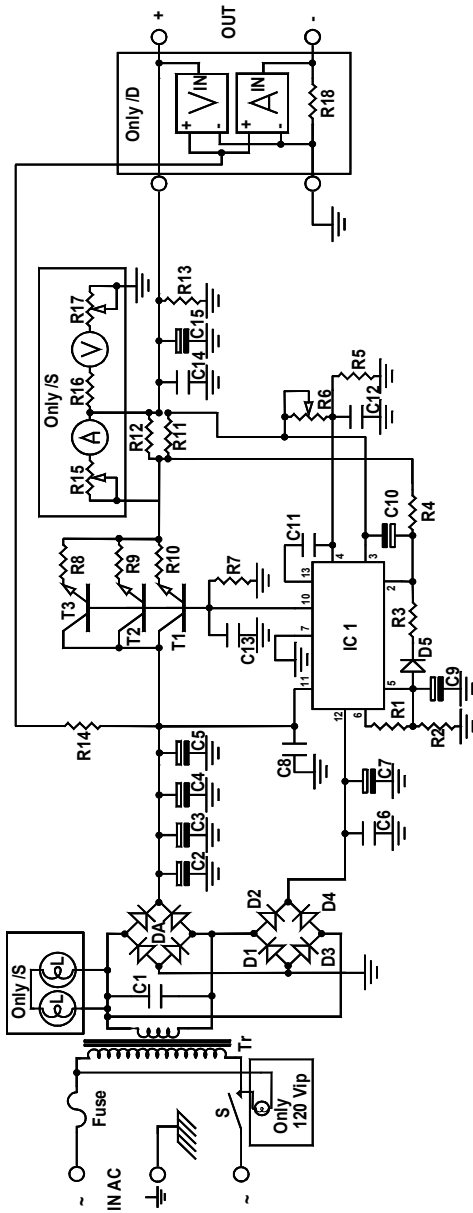 ~
IN AC
~
Fuse
S
Only
120 Vip
Tr
Only /S
L
L
C1
DA
D1
D2
D3
D4
C2
C3
C4
C5
C6
C7
C8
R14
T3
T2
T1
R8
R9
R10
C13
R7
11
7
10
13
12
6
5
2
3
4
IC 1
R1
R2
C9
D5
R3
R4
C10
C11
R6
C12
R5
Only /S
R15
A
R16
V
R17
R12
R11
C14
C15
R13
Only /D
+
-
V IN
+
-
A IN
R18
+
OUT
-